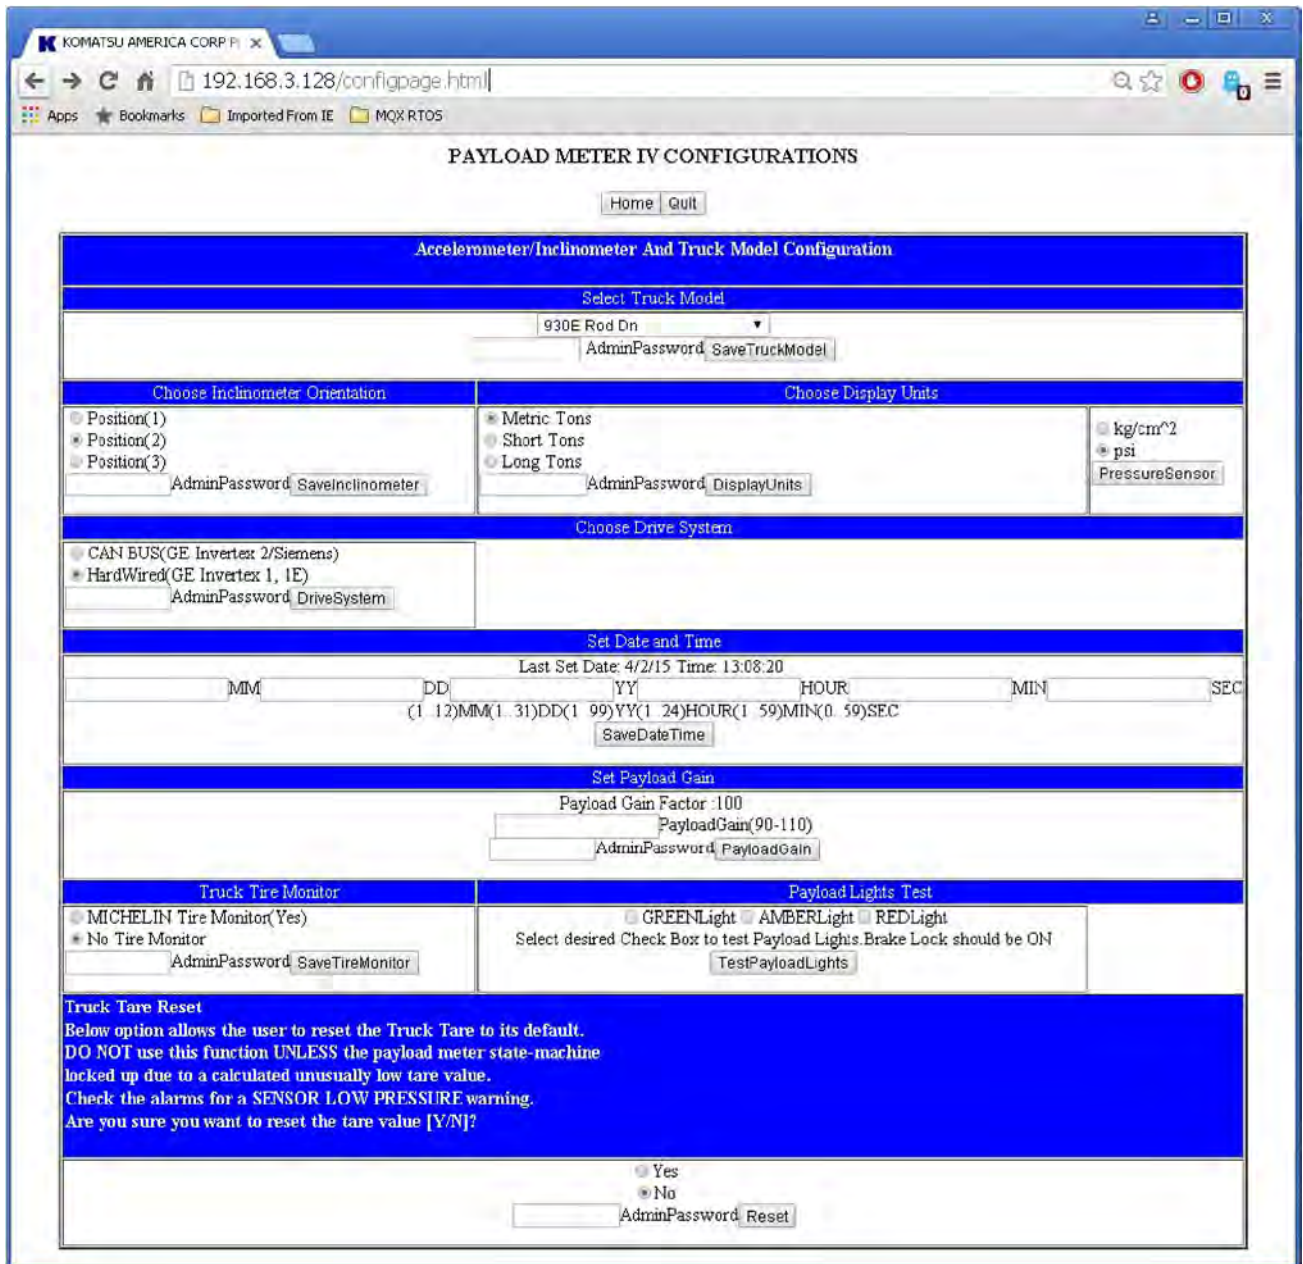 KOMATSU AMERICA CORP P
192.168.3.128/configpage.html
Apps Bookmarks Imported From IE MQX RTOS
PAYLOAD METER IV CONFIGURATIONS
Home Quit
Accelerometer/Inclinometer And Truck Model Configuration
Select Truck Model
930E Rod Dn
AdminPassword SaveTruckModel
Choose Inclinometer Orientation
Choose Display Units
Position(1)
Position(2)
Position(3)
AdminPassword SaveInclinometer
Metric Tons
Short Tons
Long Tons
AdminPassword DisplayUnits
kg/cm^2
psi
PressureSensor
Choose Drive System
CAN BUS(GE Invertex 2/Siemens)
HardWired(GE Invertex 1, 1E)
AdminPassword DriveSystem
Set Date and Time
Last Set Date: 4/2/15 Time: 13:08:20
MM DD YY HOUR MIN SEC
(1..12)MM(1..31)DD(1..99)YY(1..24)HOUR(1..59)MIN(0..59)SEC
SaveDateTime
Set Payload Gain
Payload Gain Factor :100
PayloadGain(90-110)
AdminPassword PayloadGain
Truck Tire Monitor
Payload Lights Test
MICHELIN Tire Monitor(Yes)
No Tire Monitor
AdminPassword SaveTireMonitor
GREENLight AMBERLight REDLight
Select desired Check Box to test Payload Lights.Brake Lock should be ON
TestPayloadLights
Truck Tare Reset
Below option allows the user to reset the Truck Tare to its default.
DO NOT use this function UNLESS the payload meter state-machine
locked up due to a calculated unusually low tare value.
Check the alarms for a SENSOR LOW PRESSURE warning.
Are you sure you want to reset the tare value [Y/N]?
Yes
No
AdminPassword Reset